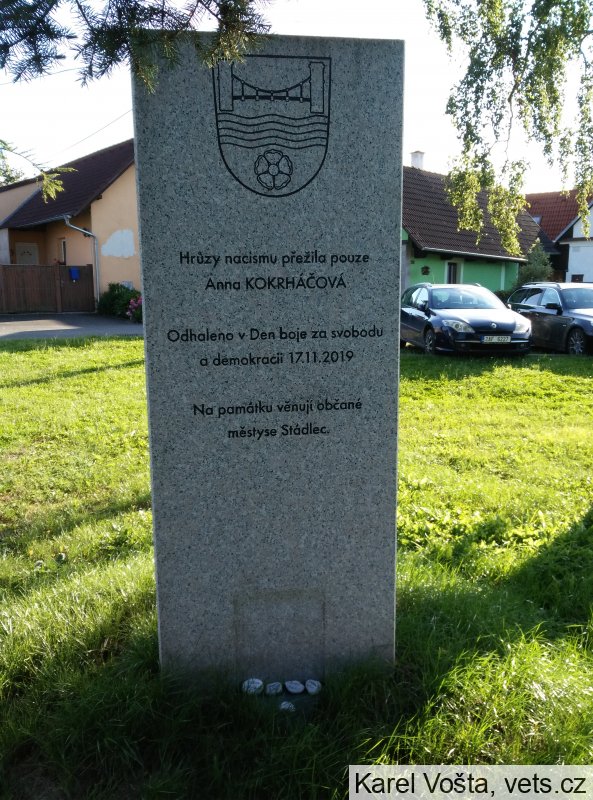 Hrůzy nacismu přežila pouze
Anna KOKRHÁČOVÁ
Odhaleno v Den boje za svobodu
a demokracii 17.11.2019
Na památku věnují občané
městyse Stádlec.
Karel Vošta, vets.cz